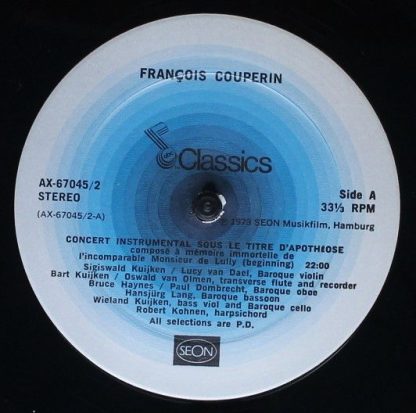 FRANÇOIS COUPERIN
abc Classics
AX-67045/2
STEREO
(AX-67045/2-A)
Side A
33⅓ RPM
℗ 1973 SEON Musikfilm, Hamburg
CONCERT INSTRUMENTAL SOUS LE TITRE D'APOTHEOSE
composé à mémoire immortelle de
l'incomparable Monsieur de Lully (beginning) 22:00
Sigiswald Kuijken / Lucy van Dael, Baroque violin
Bart Kuijken / Oswald van Olmen, transverse flute and recorder
Bruce Haynes / Paul Dombrecht, Baroque oboe
Hansjürg Lang, Baroque bassoon
Wieland Kuijken, bass viol and Baroque cello
Robert Kohnen, harpsichord
All selections are P.D.
SEON